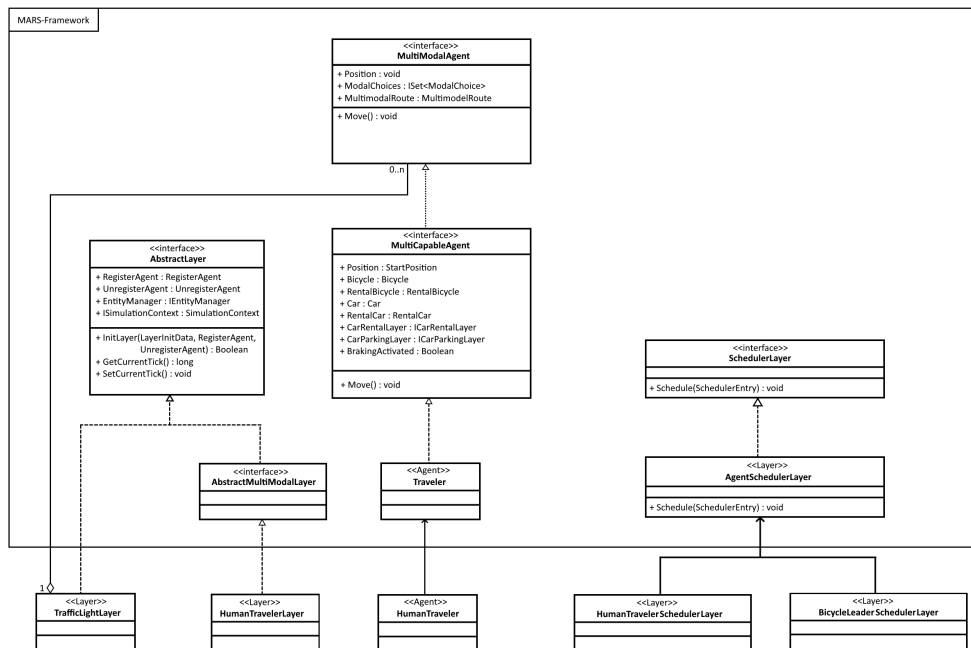 MARS-Framework
<<interface>>
MultiModalAgent
+ Position : void
+ ModalChoices : ISet<ModalChoice>
+ MultimodalRoute : MultimodelRoute
+ Move() : void
0..n
<<interface>>
AbstractLayer
+ RegisterAgent : RegisterAgent
+ UnregisterAgent : UnregisterAgent
+ EntityManager : IEntityManager
+ ISimulationContext : SimulationContext
+ InitLayer(LayerInitData, RegisterAgent,
UnregisterAgent) : Boolean
+ GetCurrentTick() : long
+ SetCurrentTick() : void
<<interface>>
MultiCapableAgent
+ Position : StartPosition
+ Bicycle : Bicycle
+ RentalBicycle : RentalBicycle
+ Car : Car
+ RentalCar : RentalCar
+ CarRentalLayer : ICarRentalLayer
+ CarParkingLayer : ICarParkingLayer
+ BrakingActivated : Boolean
+ Move() : void
<<interface>>
SchedulerLayer
+ Schedule(SchedulerEntry) : void
<<interface>>
AbstractMultiModalLayer
<<Agent>>
Traveler
<<Layer>>
AgentSchedulerLayer
+ Schedule(SchedulerEntry) : void
1
<<Layer>>
TrafficLightLayer
<<Layer>>
HumanTravelerLayer
<<Agent>>
HumanTraveler
<<Layer>>
HumanTravelerSchedulerLayer
<<Layer>>
BicycleLeaderSchedulerLayer